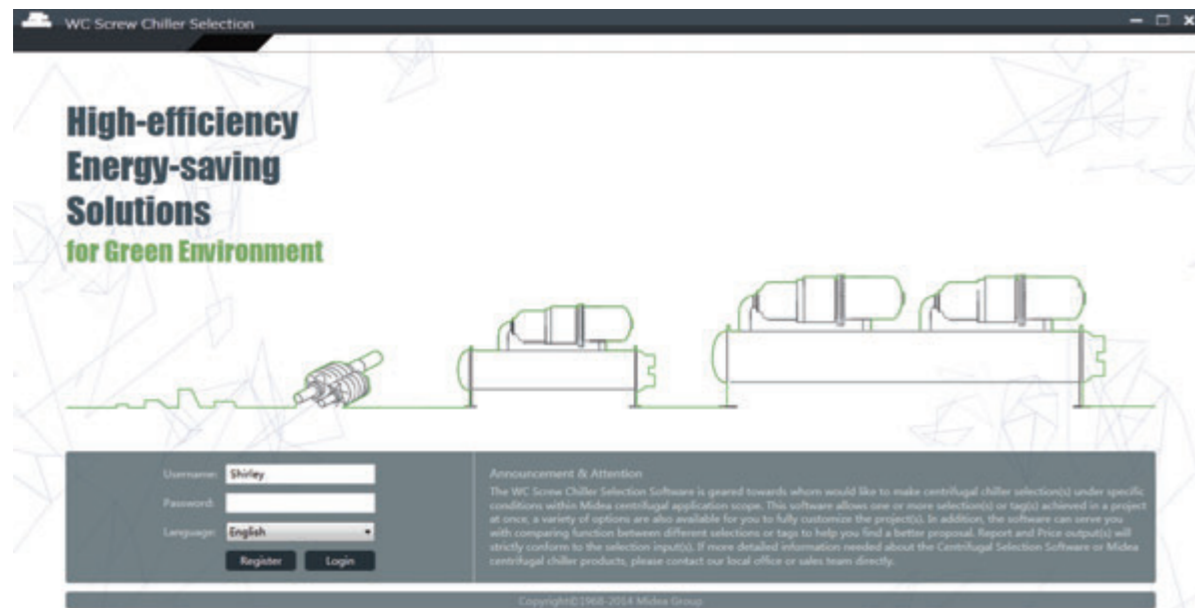 WC Screw Chiller Selection
High-efficiency
Energy-saving
Solutions
for Green Environment
Username: Shirley
Password:
Language: English
Register Login
Announcement & Attention
The WC Screw Chiller Selection Software is geared towards whom would like to make centrifugal chiller selection(s) under specific
conditions within Midea centrifugal application scope. This software allows one or more selection(s) or tag(s) achieved in a project
at once, a variety of options are also available for you to fully customize the project(s). In addition, the software can serve you
with comparing function between different selections or tags to help you find a better proposal. Report and Price output(s) will
strictly conform to the selection input(s). If more detailed information needed about the Centrifugal Selection Software or Midea
centrifugal chiller products, please contact our local office or sales team directly.
Copyright©1968-2014 Midea Group